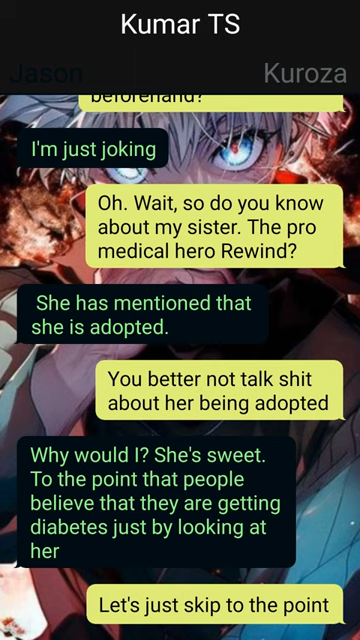 Kumar TS
Jason
Kuroza
beforehand?
I'm just joking
Oh. Wait, so do you know
about my sister. The pro
medical hero Rewind?
She has mentioned that
she is adopted.
You better not talk shit
about her being adopted
Why would I? She's sweet.
To the point that people
believe that they are getting
diabetes just by looking at
her
Let's just skip to the point